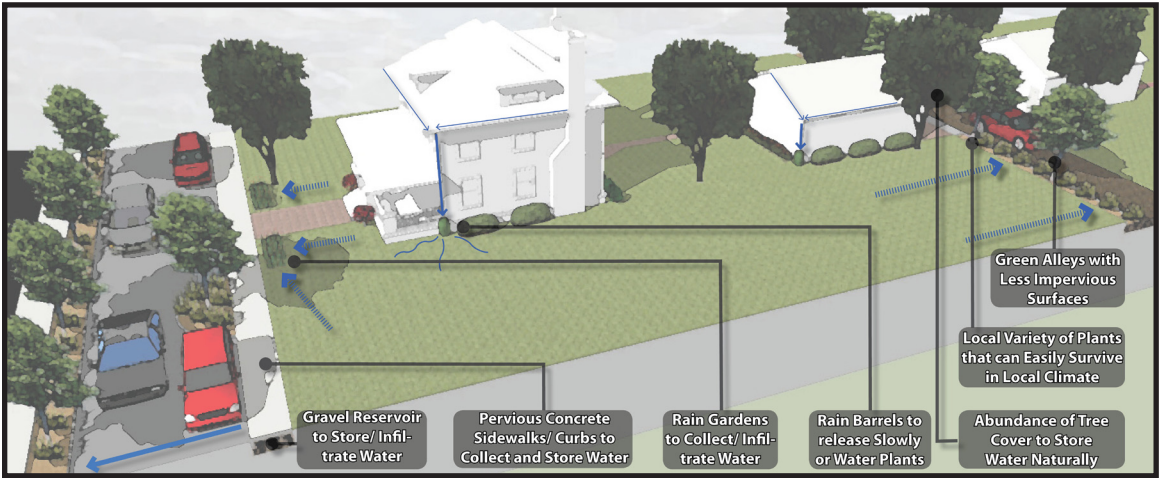 Green Alleys with
Less Impervious
Surfaces
Local Variety of Plants
that can Easily Survive
in Local Climate
Gravel Reservoir
to Store/ Infil-
trate Water
Pervious Concrete
Sidewalks/ Curbs to
Collect and Store Water
Rain Gardens
to Collect/ Infil-
trate Water
Rain Barrels to
release Slowly
or Water Plants
Abundance of Tree
Cover to Store
Water Naturally